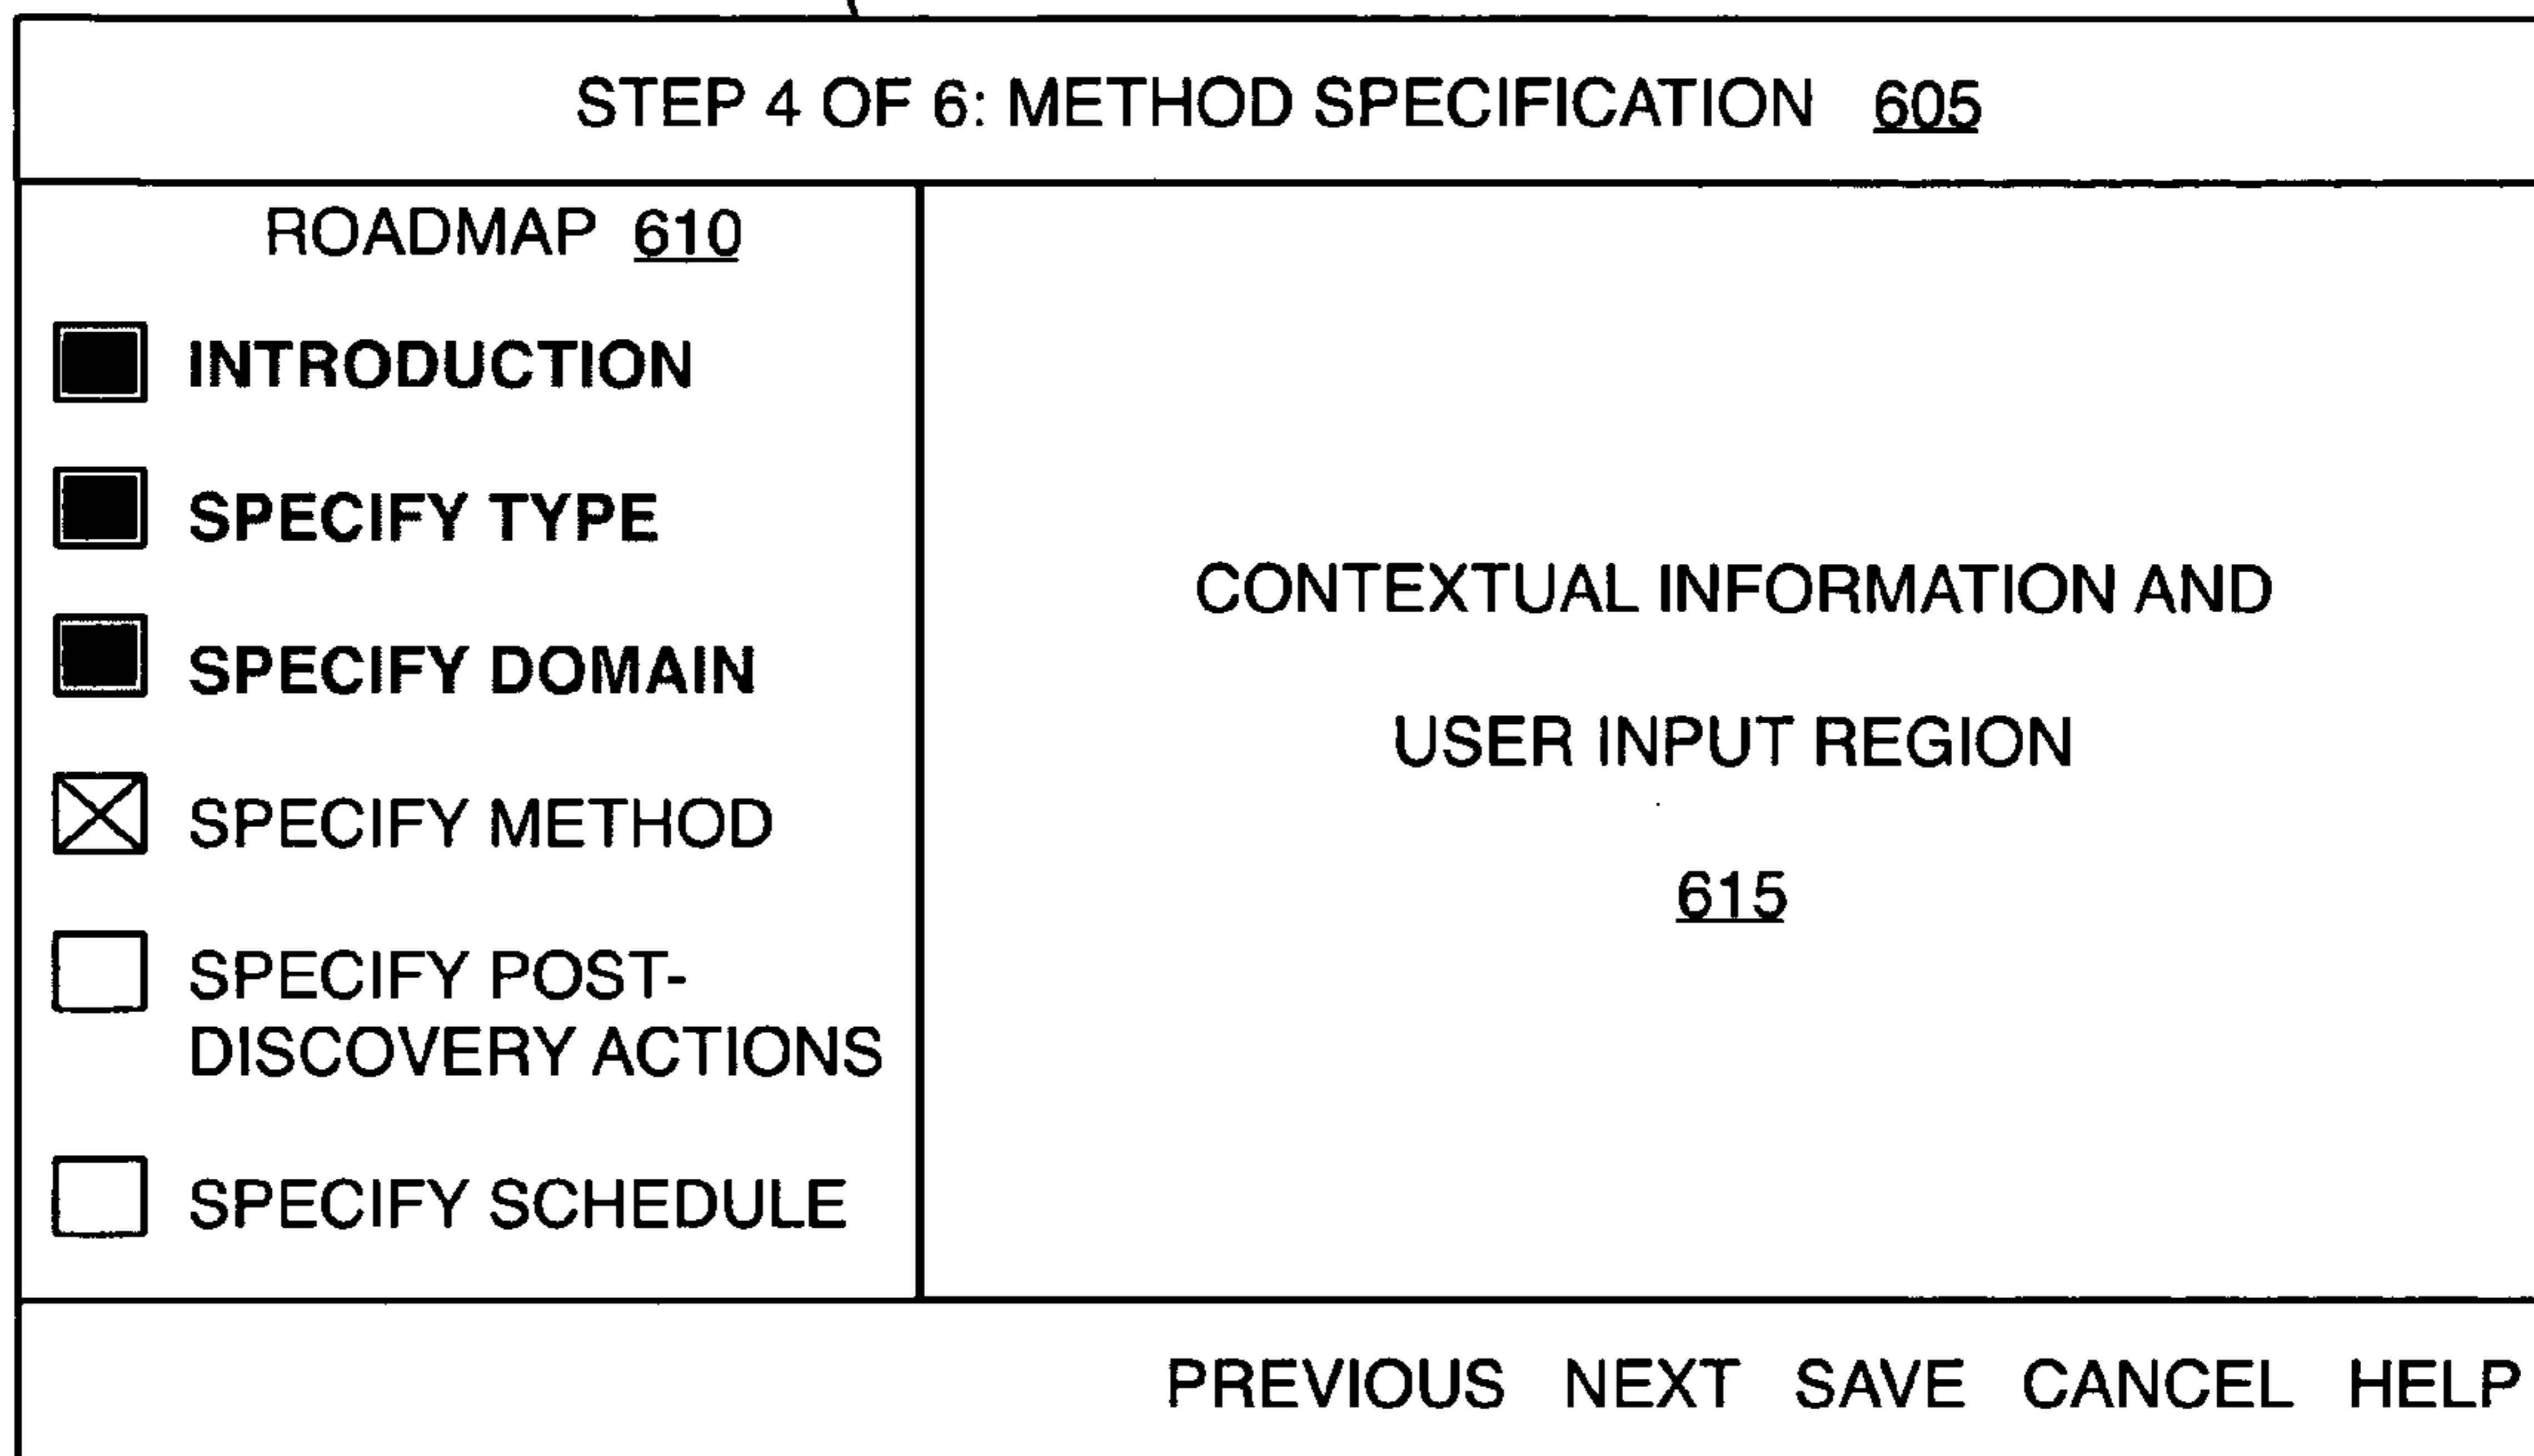 STEP 4 OF 6: METHOD SPECIFICATION 605
ROADMAP 610
INTRODUCTION
SPECIFY TYPE
SPECIFY DOMAIN
SPECIFY METHOD
SPECIFY POST-
DISCOVERY ACTIONS
SPECIFY SCHEDULE
CONTEXTUAL INFORMATION AND
USER INPUT REGION
615
PREVIOUS NEXT SAVE CANCEL HELP